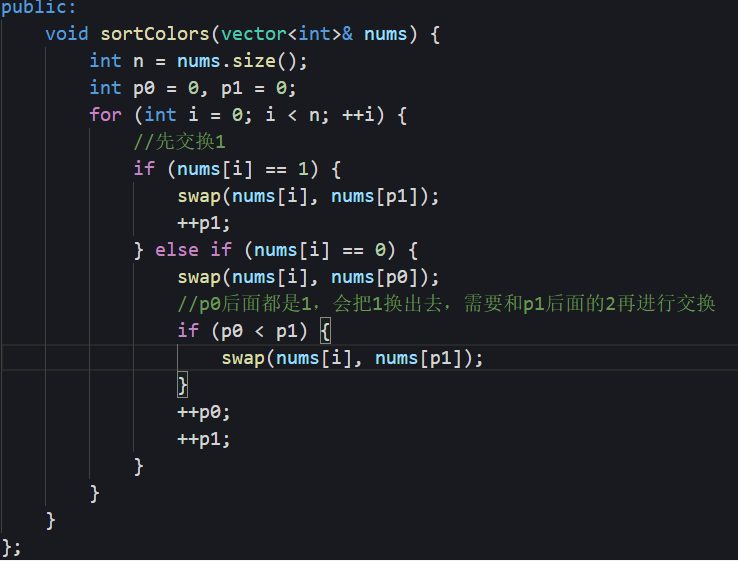 public:
    void sortColors(vector<int>& nums) {
        int n = nums.size();
        int p0 = 0, p1 = 0;
        for (int i = 0; i < n; ++i) {
            //先交换1
            if (nums[i] == 1) {
                swap(nums[i], nums[p1]);
                ++p1;
            } else if (nums[i] == 0) {
                swap(nums[i], nums[p0]);
                //p0后面都是1，会把1换出去，需要和p1后面的2再进行交换
                if (p0 < p1) {
                    swap(nums[i], nums[p1]);
                }
                ++p0;
                ++p1;
            }
        }
    }
};